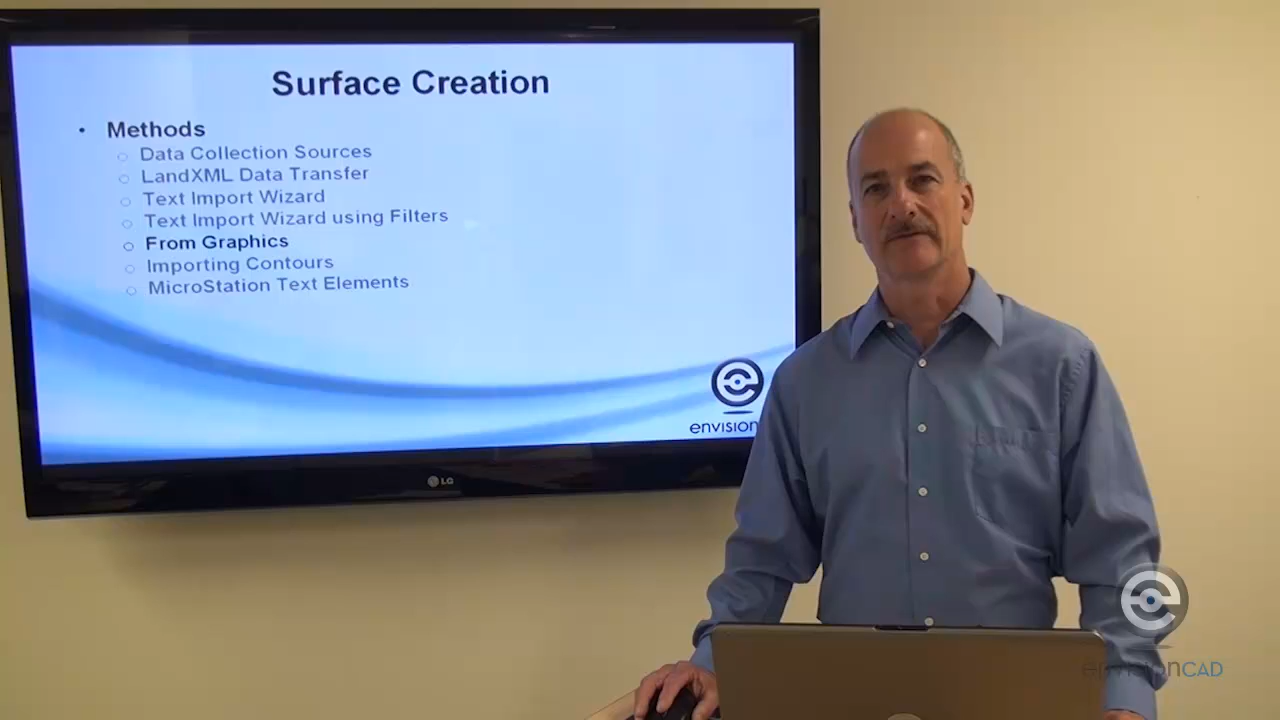 Surface Creation
• Methods
○ Data Collection Sources
○ LandXML Data Transfer
○ Text Import Wizard
○ Text Import Wizard using Filters
○ From Graphics
○ Importing Contours
○ MicroStation Text Elements
envision
LG
envisionCAD